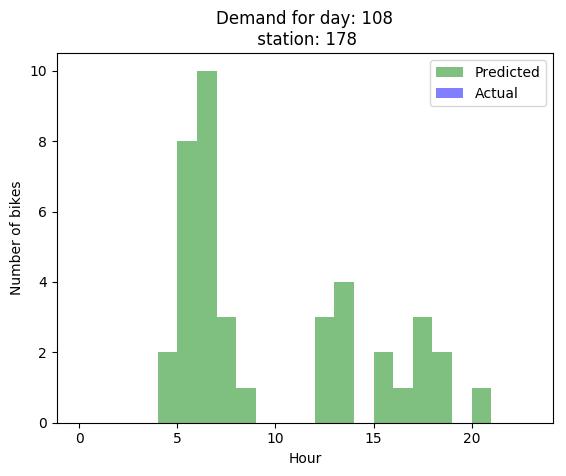 Demand for day: 108
station: 178
Predicted
Actual
Number of bikes
10
8
6
4
2
0
0 5 10 15 20
Hour